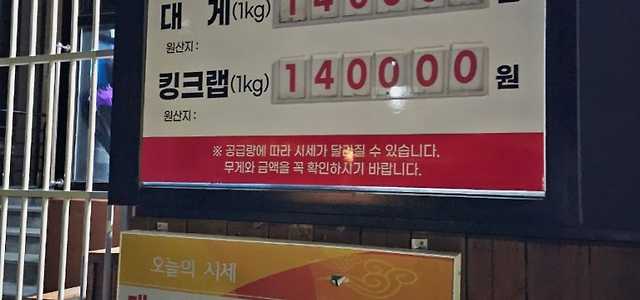 대 게(1kg) 140000 원
원산지 :
킹크랩(1kg) 140000 원
원산지 :
※ 공급량에 따라 시세가 달라질 수 있습니다.
무게와 금액을 꼭 확인하시기 바랍니다.
오늘의 시세